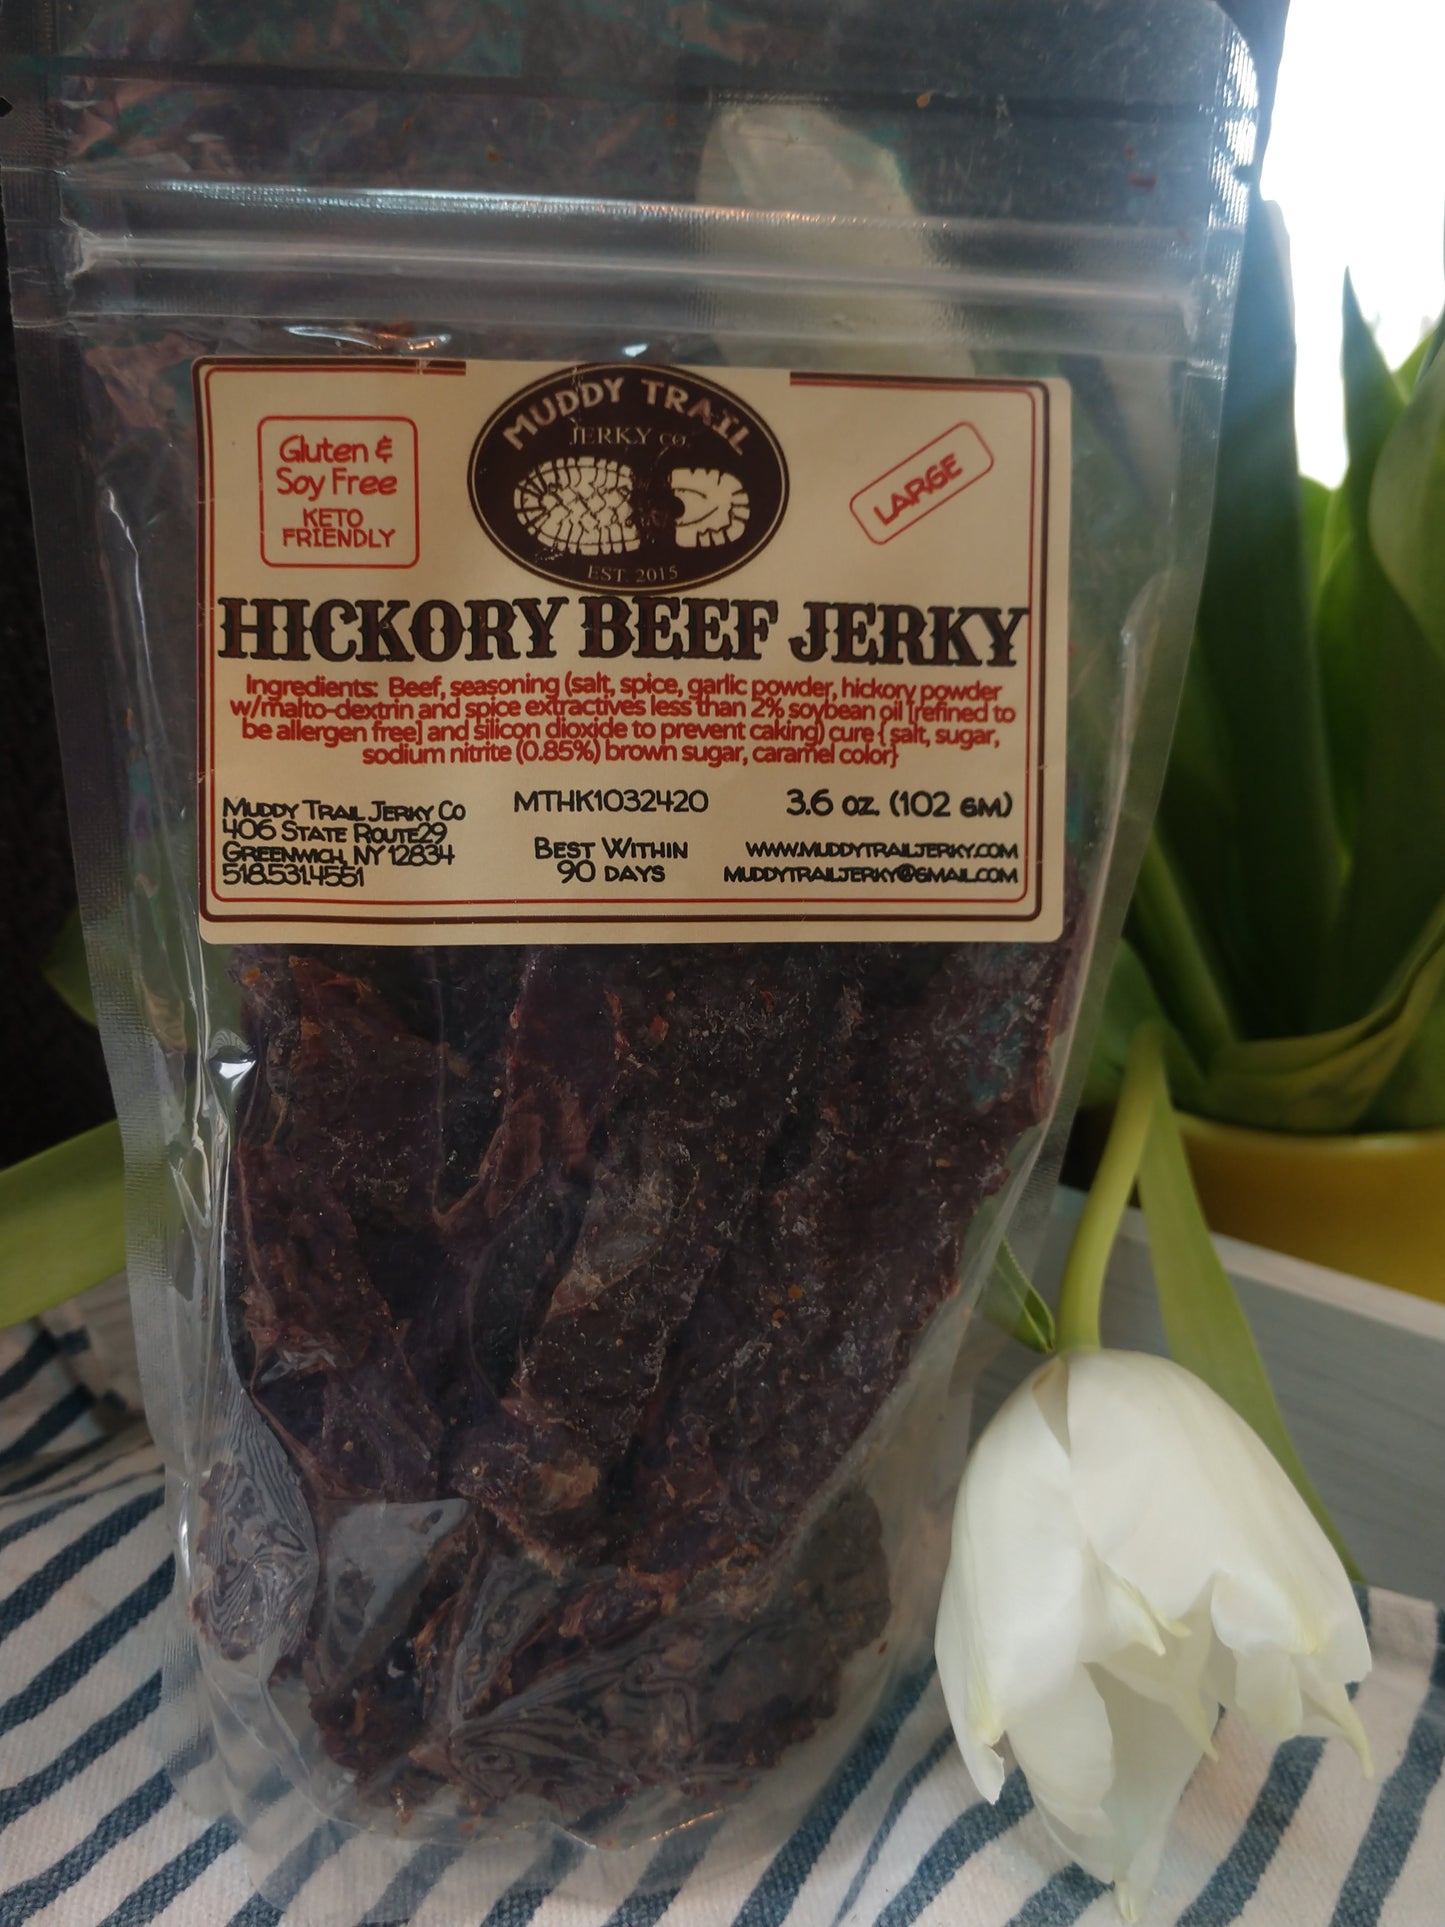 MUDDY TRAIL
JERKY CO.
EST. 2015
Gluten &
Soy Free
KETO
FRIENDLY
LARGE
HICKORY BEEF JERKY
Ingredients: Beef, seasoning (salt, spice, garlic powder, hickory powder
w/malto-dextrin and spice extractives less than 2% soybean oil [refined to
be allergen free] and silicon dioxide to prevent caking) cure { salt, sugar,
sodium nitrite (0.85%) brown sugar, caramel color}
MUDDY TRAIL JERKY CO
406 STATE ROUTE29
GREENWICH, NY 12834
518.531.4551
MTHK1032420
BEST WITHIN
90 DAYS
3.6 OZ. (102 GM)
WWW.MUDDYTRAILJERKY.COM
MUDDYTRAILJERKY@GMAIL.COM